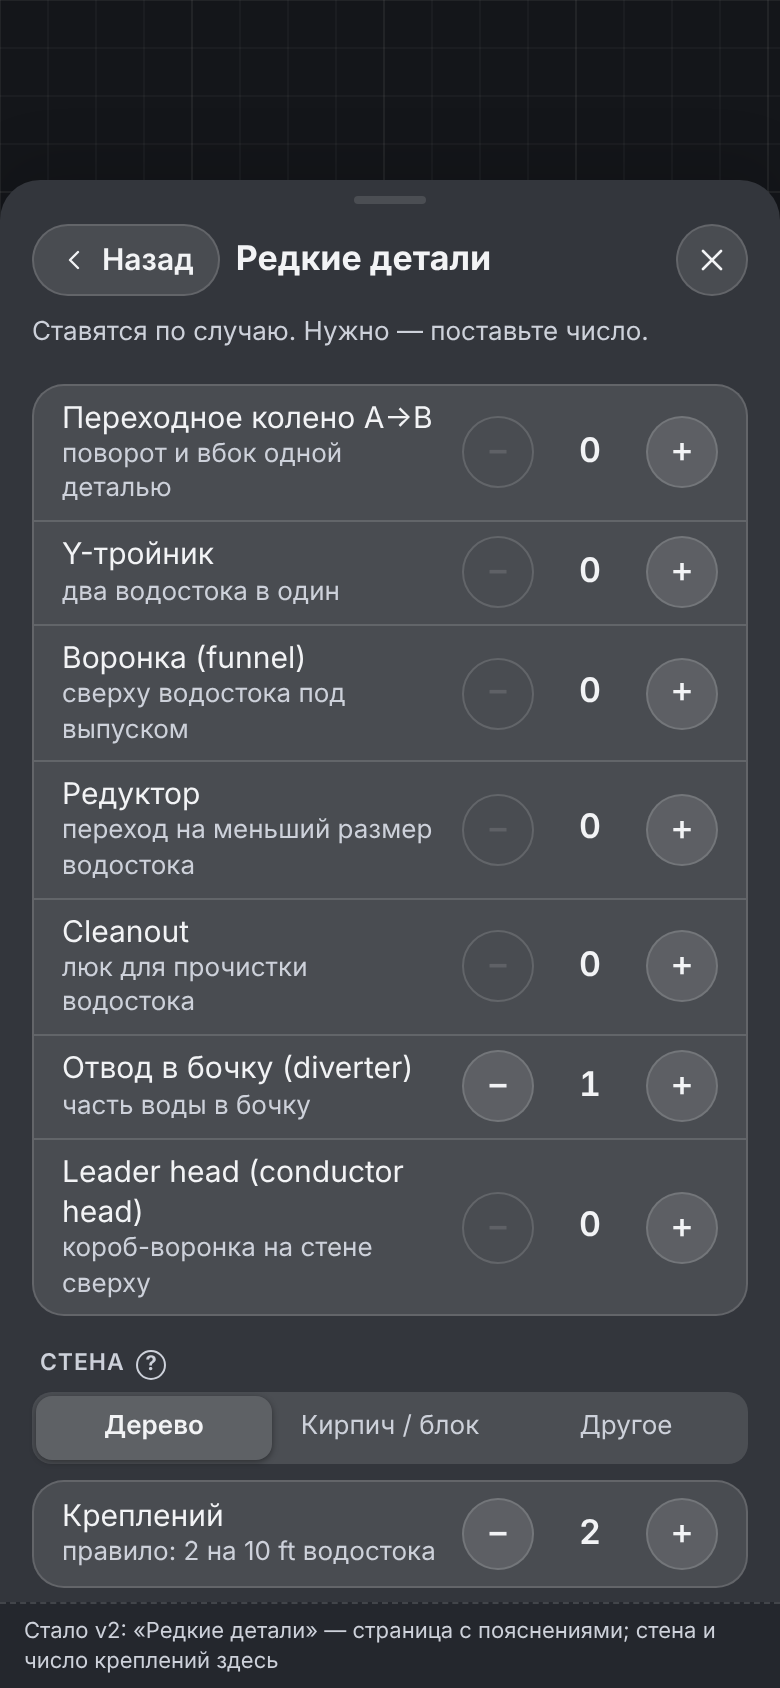 Назад
Редкие детали
Ставятся по случаю. Нужно — поставьте число.
Переходное колено A→B
поворот и вбок одной
деталью
− 0 +
Y-тройник
два водостока в один
− 0 +
Воронка (funnel)
сверху водостока под
выпуском
− 0 +
Редуктор
переход на меньший размер
водостока
− 0 +
Cleanout
люк для прочистки
водостока
− 0 +
Отвод в бочку (diverter)
часть воды в бочку
− 1 +
Leader head (conductor
head)
короб-воронка на стене
сверху
− 0 +
СТЕНА ?
Дерево Кирпич / блок Другое
Креплений
правило: 2 на 10 ft водостока
− 2 +
Стало v2: «Редкие детали» — страница с пояснениями; стена и
число креплений здесь